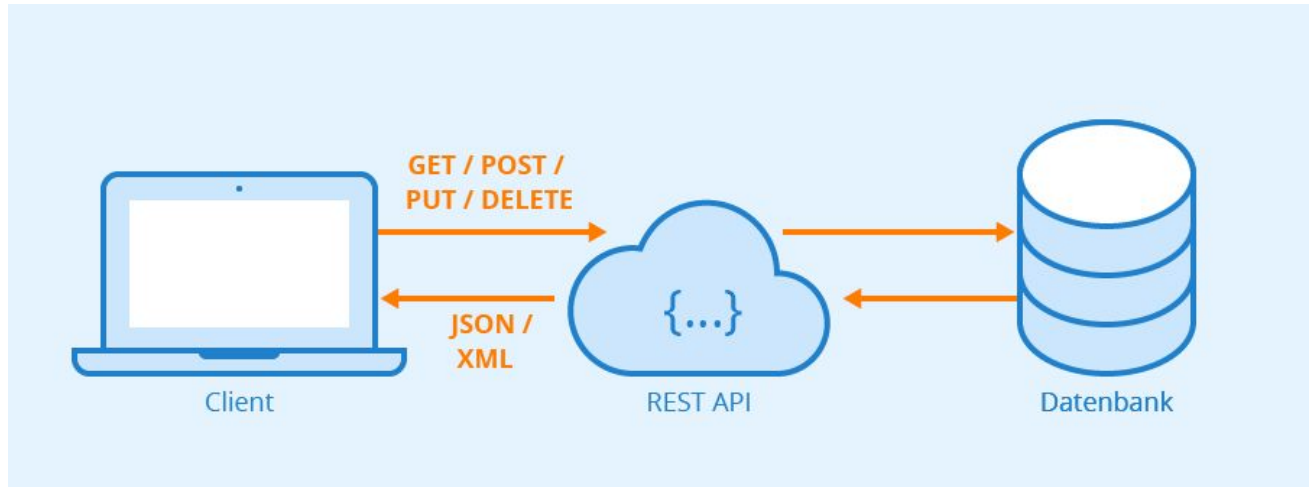 GET / POST /
PUT / DELETE
{...}
JSON /
XML
Client
REST API
Datenbank